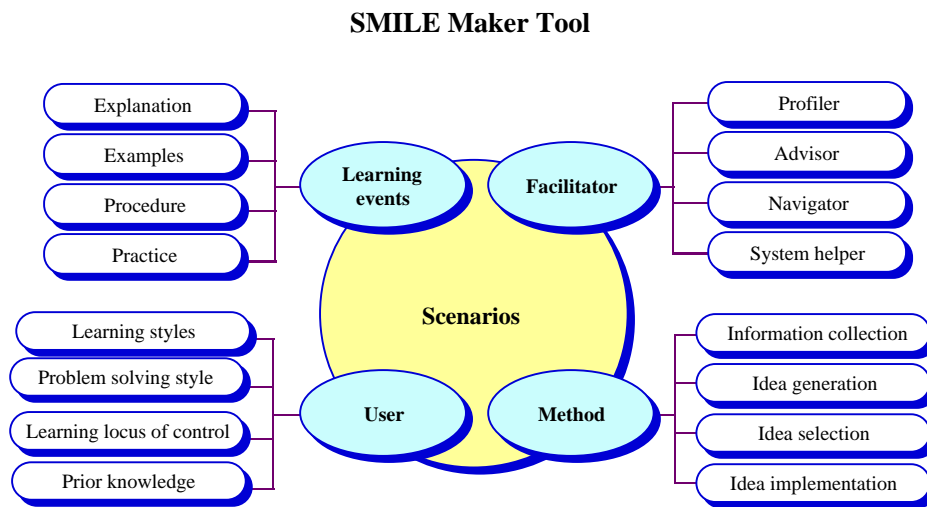 SMILE Maker Tool
Explanation
Examples
Procedure
Practice
Learning
events
Facilitator
Profiler
Advisor
Navigator
System helper
Scenarios
Learning styles
Problem solving style
Learning locus of control
Prior knowledge
User
Method
Information collection
Idea generation
Idea selection
Idea implementation